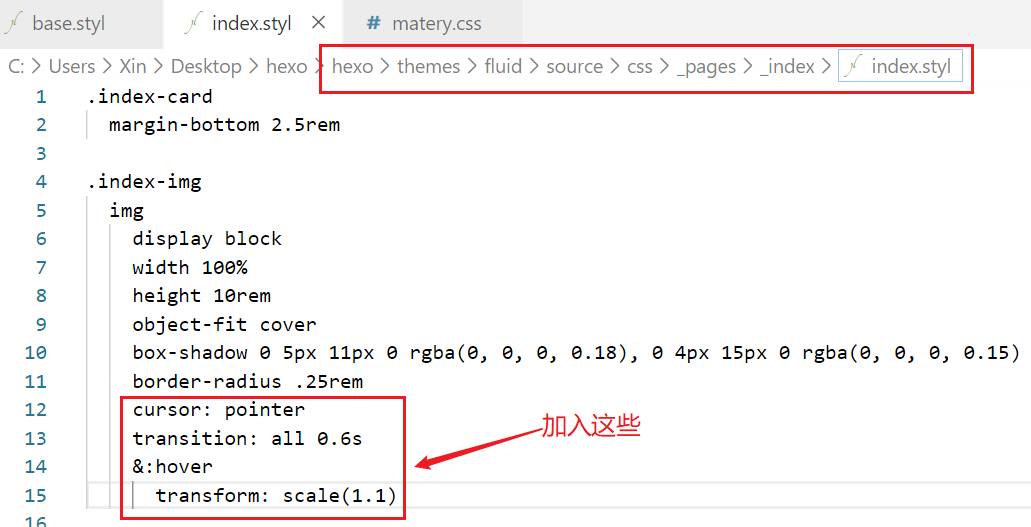 base.styl index.styl × # matery.css
C: > Users > Xin > Desktop > hexo > hexo > themes > fluid > source > css > _pages > _index > index.styl
1 .index-card
2 margin-bottom 2.5rem
3
4 .index-img
5 img
6 display block
7 width 100%
8 height 10rem
9 object-fit cover
10 box-shadow 0 5px 11px 0 rgba(0, 0, 0, 0.18), 0 4px 15px 0 rgba(0, 0, 0, 0.15)
11 border-radius .25rem
12 cursor: pointer
13 transition: all 0.6s
加入这些
14 &:hover
15 transform: scale(1.1)
16